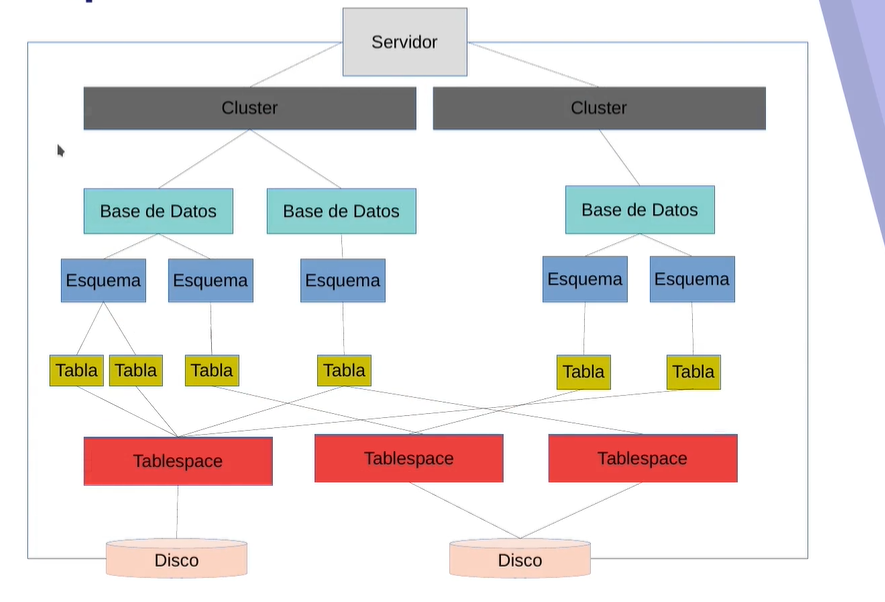 Servidor
Cluster
Cluster
Base de Datos
Base de Datos
Base de Datos
Esquema
Esquema
Esquema
Esquema
Esquema
Tabla
Tabla
Tabla
Tabla
Tabla
Tabla
Tablespace
Tablespace
Tablespace
Disco
Disco